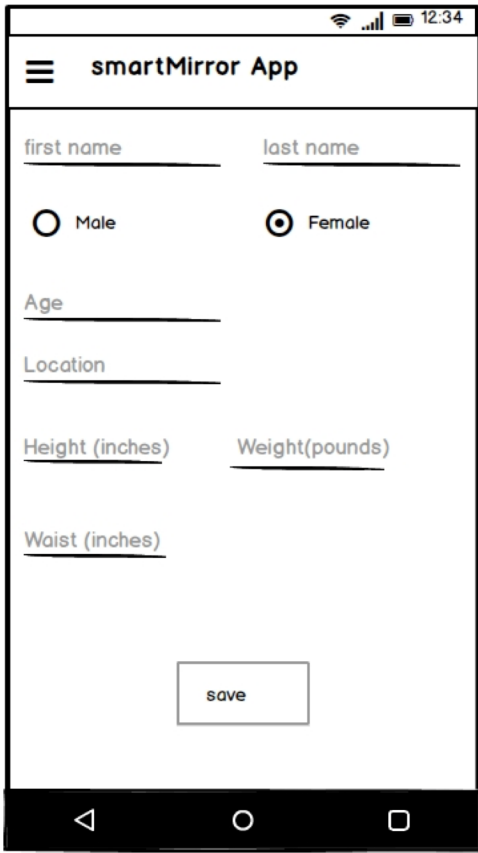 12:34
smartMirror App
first name last name
Male Female
Age
Location
Height (inches) Weight(pounds)
Waist (inches)
save